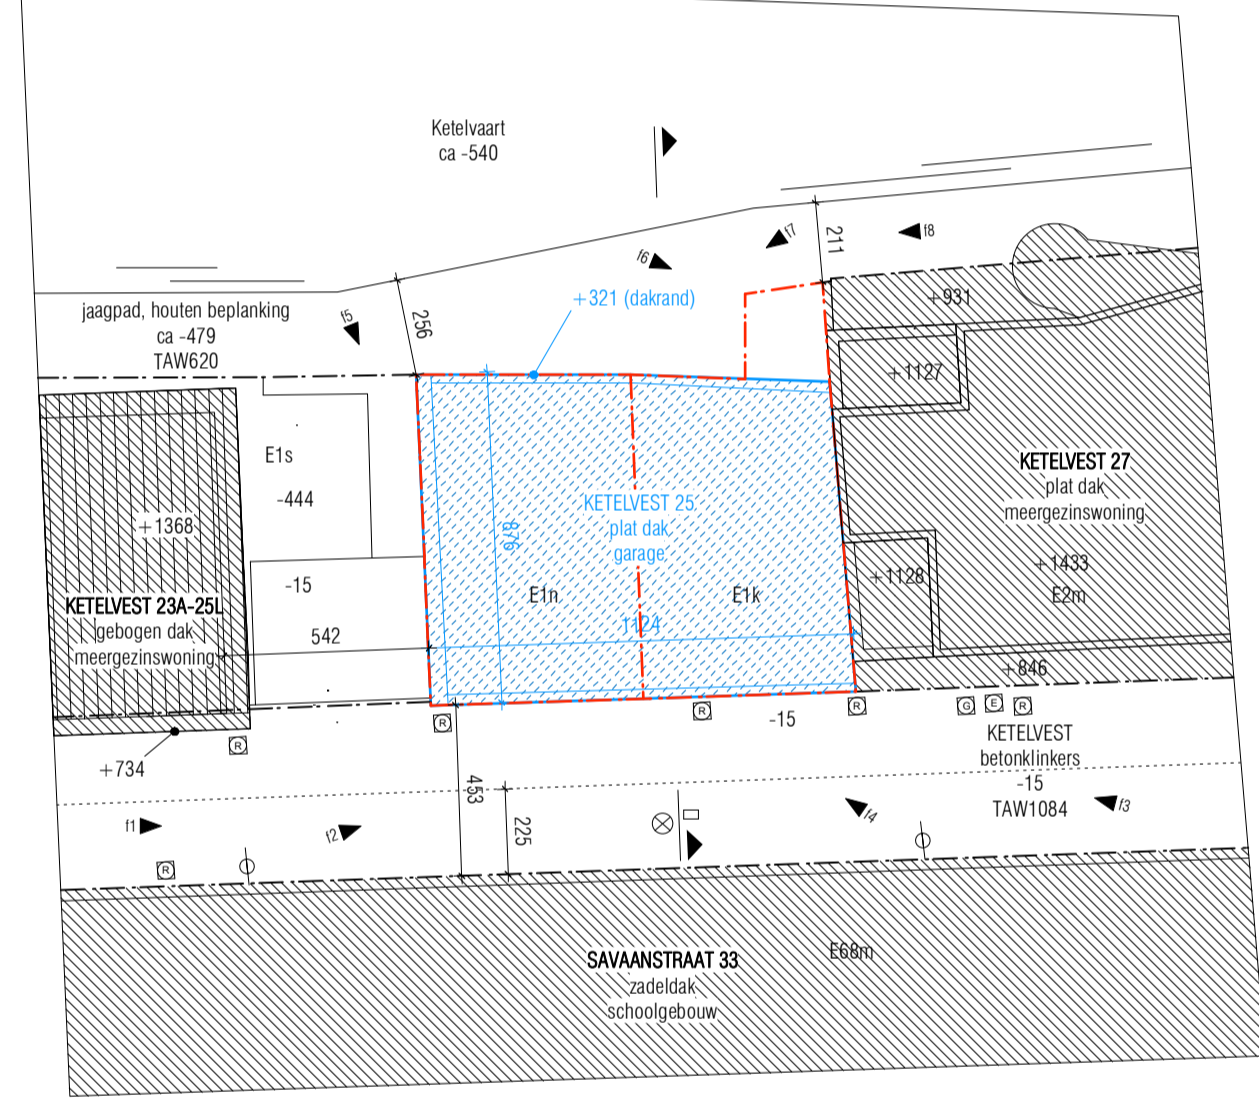 Ketelvaart
ca -540
f7
211
f8
f6
+321 (dakrand)
+931
jaagpad, houten beplanking
ca -479
TAW620
f5
256
+1127
E1s
-444
+1368
KETELVEST 25
plat dak
garage
876
KETELVEST 27
plat dak
meergezinswoning
-15
E1n
E1k
+1128
+1433
E2m
KETELVEST 23A-25L
gebogen dak
meergezinswoning
542
1124
+846
R
R
R
R
G
E
R
-15
KETELVEST
betonklinkers
-15
TAW1084
+734
453
225
f1
f2
f4
f3
R
SAVAANSTRAAT 33
zadeldak
schoolgebouw
E68m